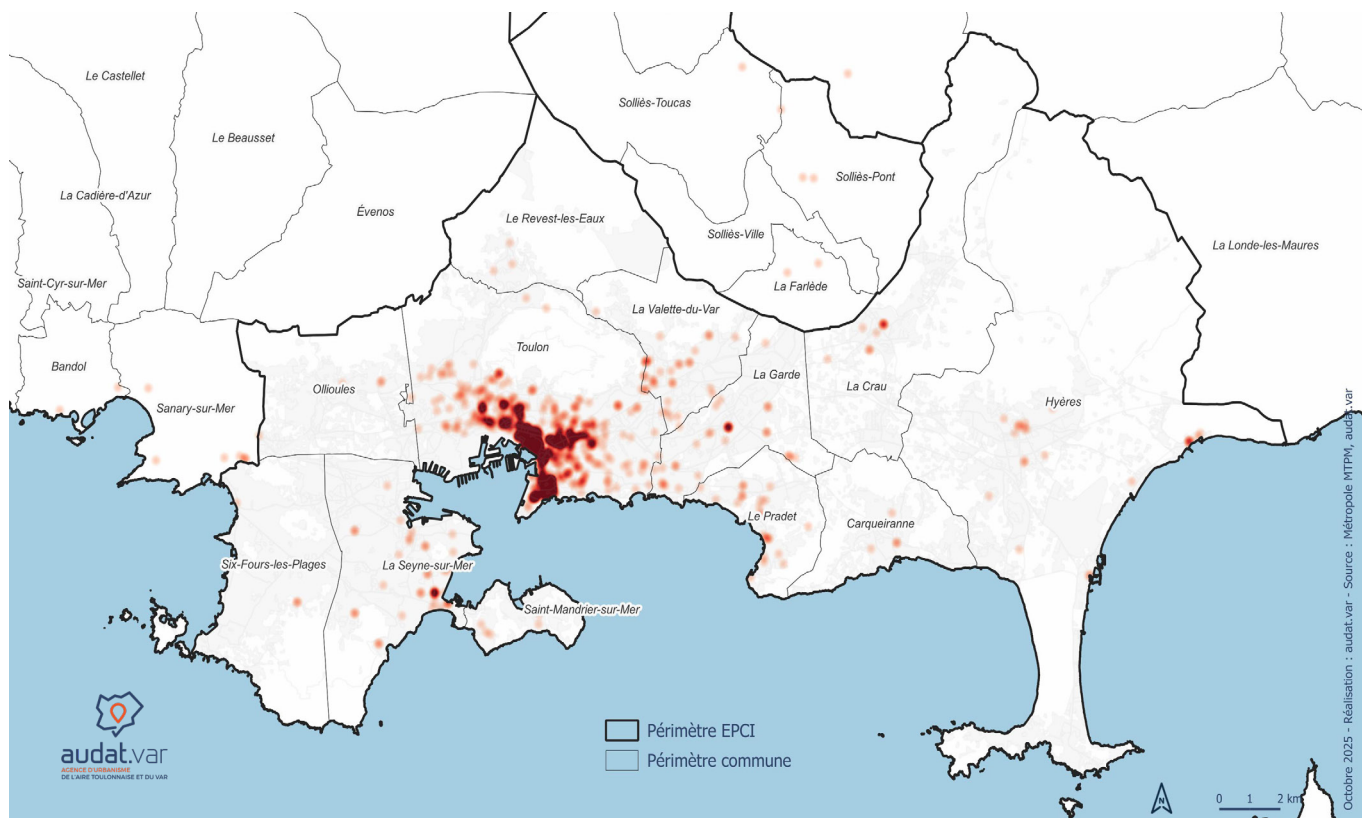 Le Castellet
Solliès-Toucas
Le Beausset
Solliès-Pont
La Cadière-d'Azur
Évenos
Le Revest-les-Eaux
Solliès-Ville
La Londe-les-Maures
Saint-Cyr-sur-Mer
La Farlède
La Valette-du-Var
Toulon
Bandol
La Garde
Ollioules
La Crau
Hyères
Sanary-sur-Mer
Le Pradet
Carqueiranne
Six-Fours-les-Plages
La Seyne-sur-Mer
Saint-Mandrier-sur-Mer
audat.var
AGENCE D'URBANISME
DE L'AIRE TOULONNAISE ET DU VAR
Périmètre EPCI
Périmètre commune
N
0 1 2 km
Octobre 2025 - Réalisation : audat.var - Source : Métropole MTPM, audat.var